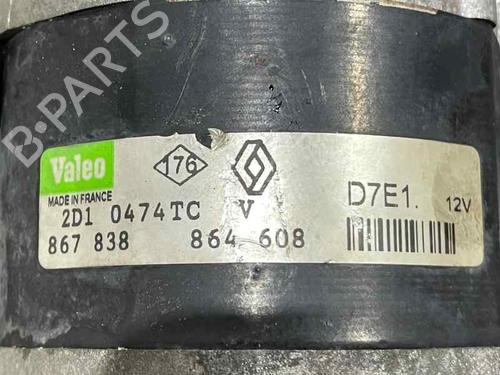 B-PARTS
Valeo
MADE IN FRANCE
176
D7E1. 12V
2D1 0474TC V
867 838 864 608